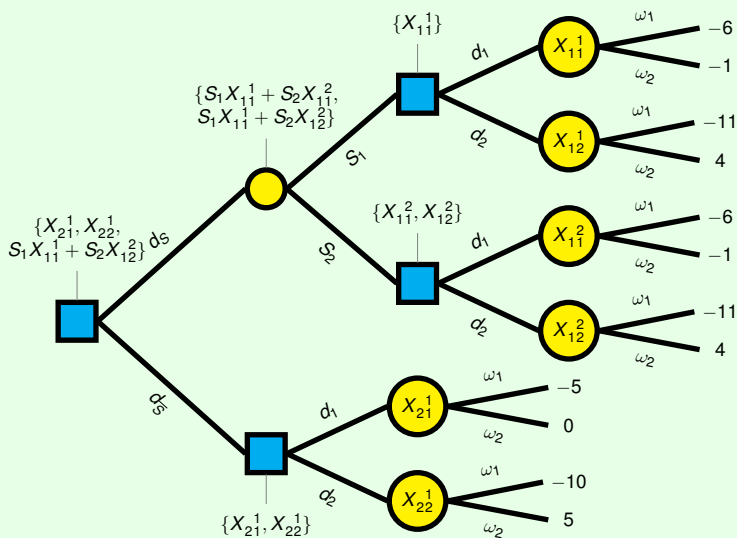 {X₁₁¹}
d₁
X₁₁¹
ω₁
−6
ω₂
−1
d₂
X₁₂¹
ω₁
−11
ω₂
4
{S₁X₁₁¹ + S₂X₁₁²,
S₁X₁₁¹ + S₂X₁₂²}
S₁
S₂
{X₁₁², X₁₂²}
d₁
X₁₁²
ω₁
−6
ω₂
−1
d₂
X₁₂²
ω₁
−11
ω₂
4
{X₂₁¹, X₂₂¹,
S₁X₁₁¹ + S₂X₁₂²}
d_S
d_S̅
{X₂₁¹, X₂₂¹}
d₁
X₂₁¹
ω₁
−5
ω₂
0
d₂
X₂₂¹
ω₁
−10
ω₂
5